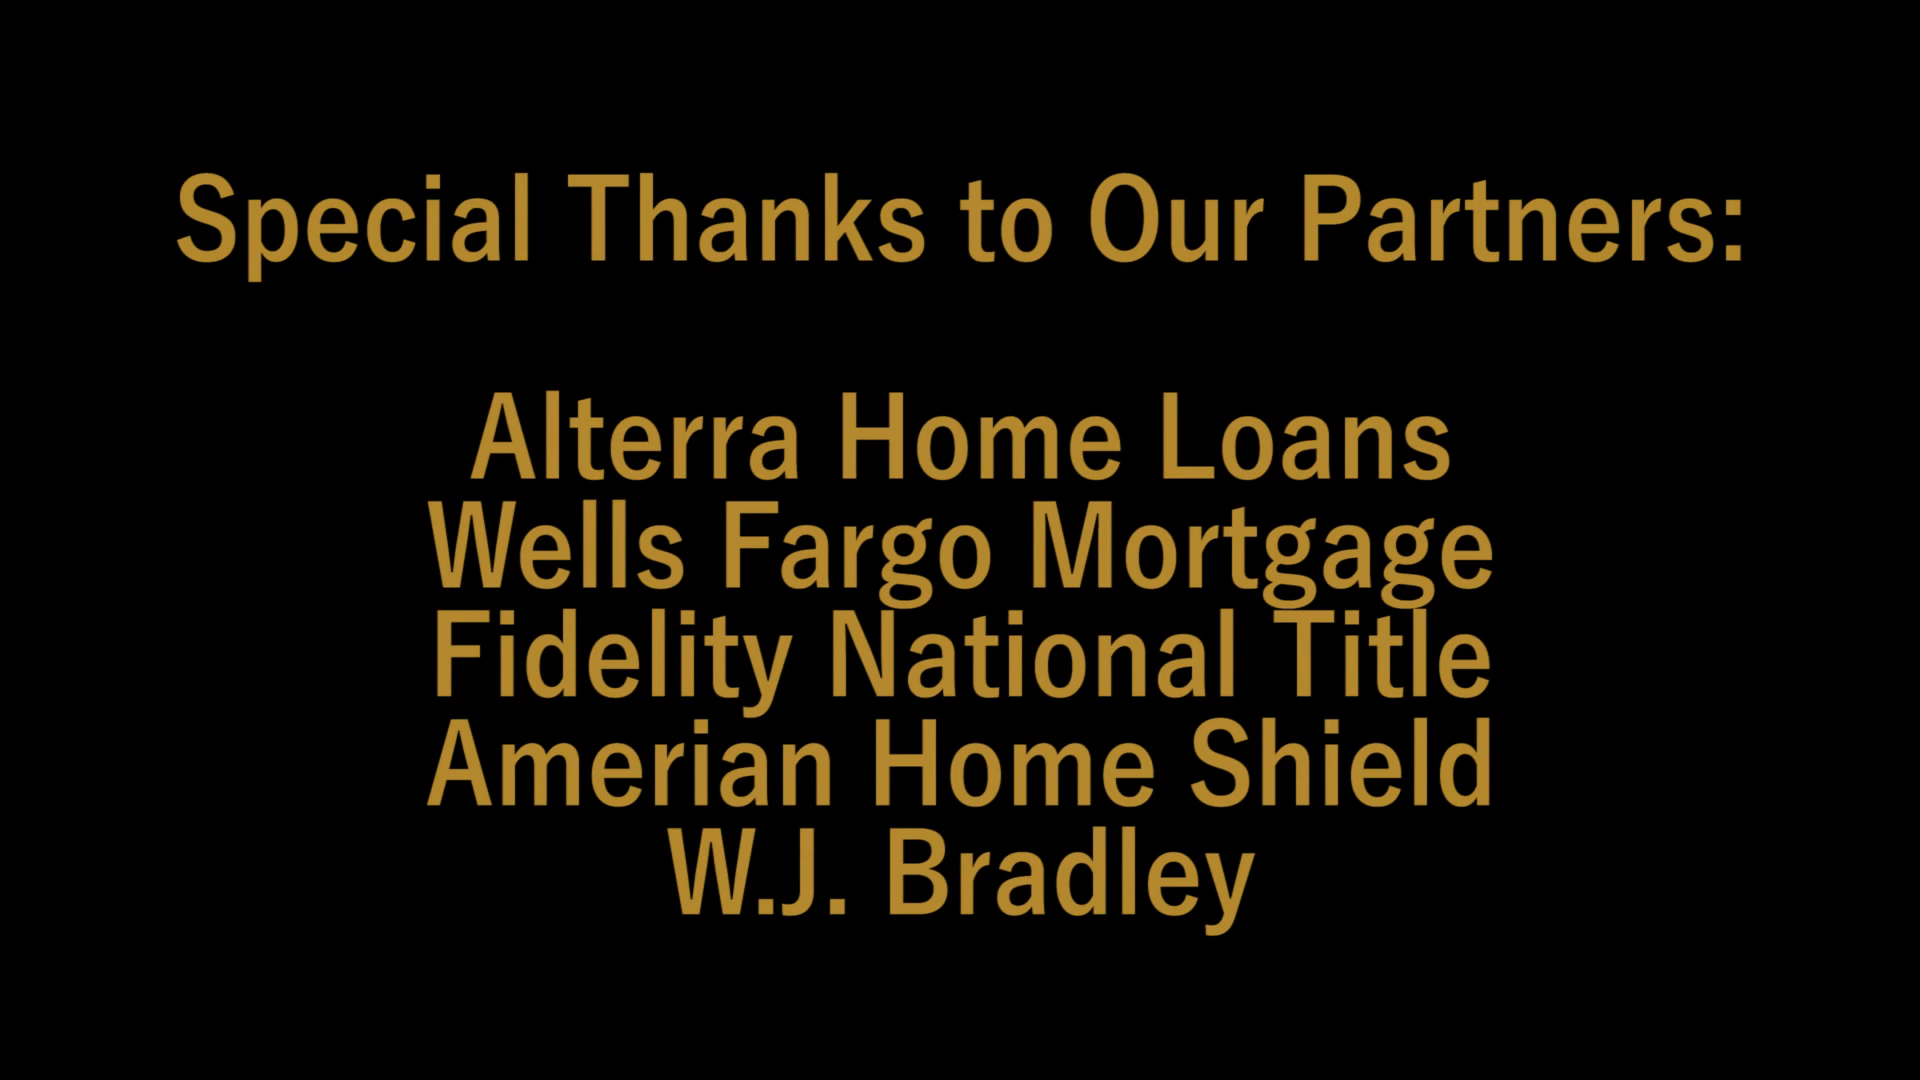 Special Thanks to Our Partners:
Alterra Home Loans
Wells Fargo Mortgage
Fidelity National Title
Amerian Home Shield
W.J. Bradley